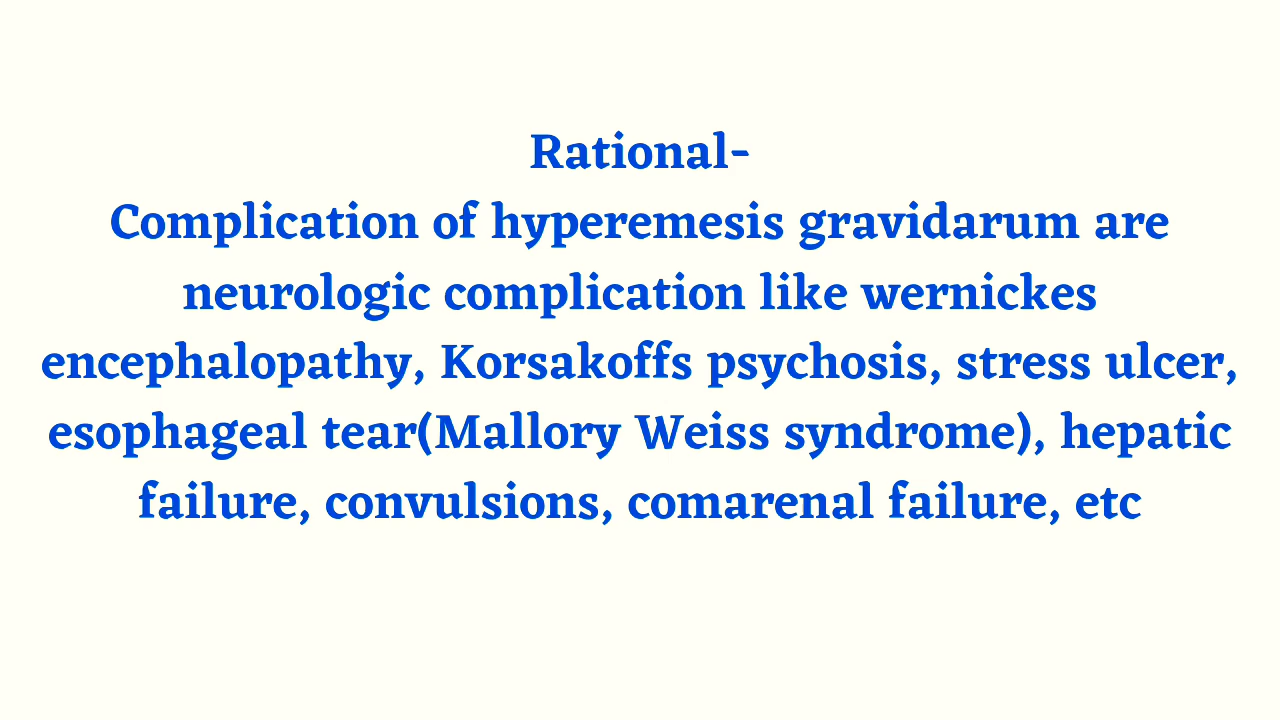 Rational-
Complication of hyperemesis gravidarum are
neurologic complication like wernickes
encephalopathy, Korsakoffs psychosis, stress ulcer,
esophageal tear(Mallory Weiss syndrome), hepatic
failure, convulsions, comarenal failure, etc